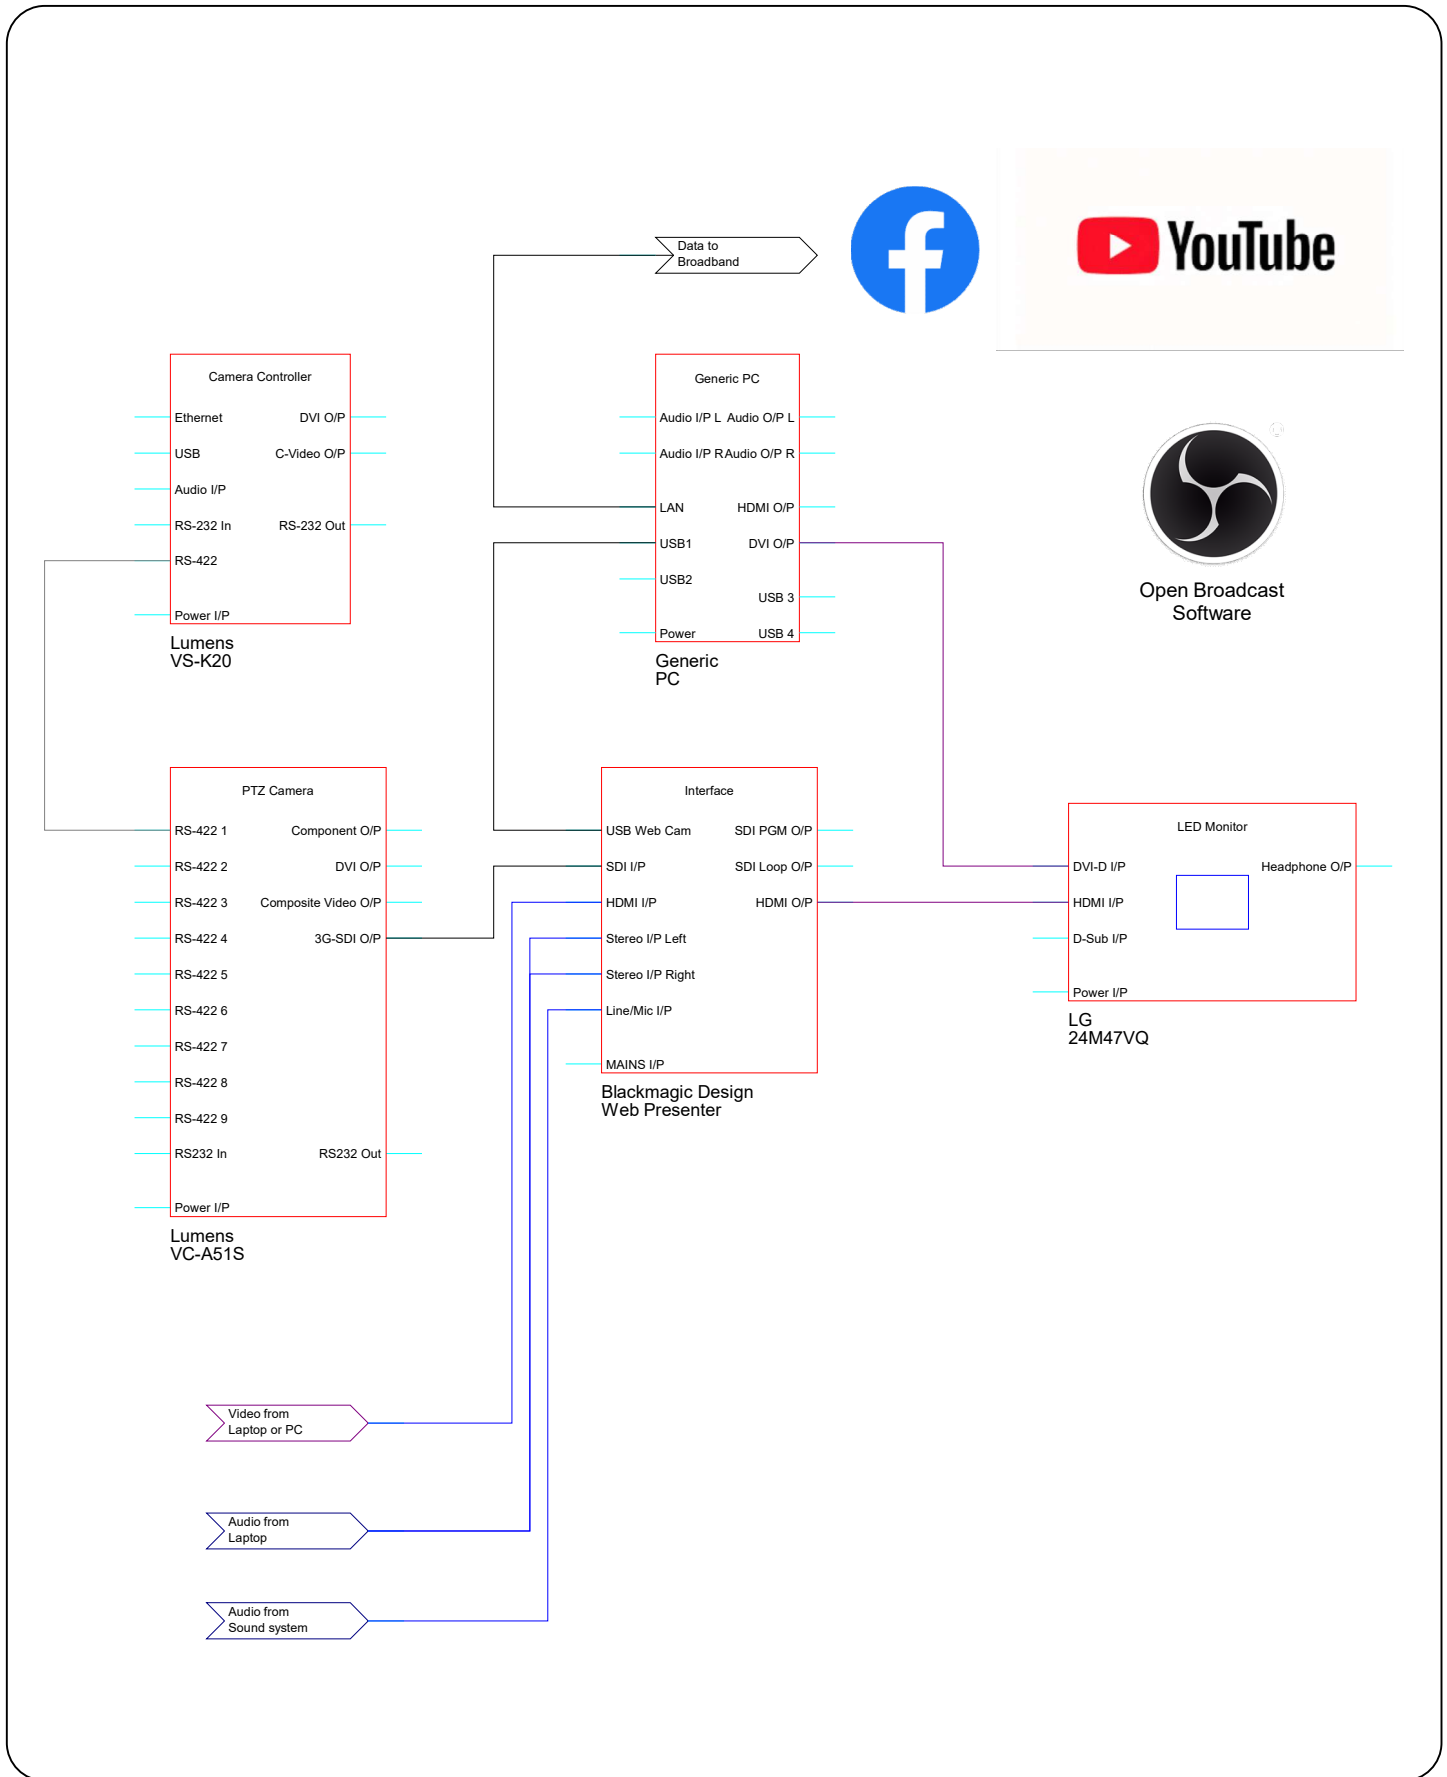 Data to
Broadband
YouTube
Camera Controller
Ethernet
DVI O/P
USB
C-Video O/P
Audio I/P
RS-232 In
RS-232 Out
RS-422
Power I/P
Lumens
VS-K20
Generic PC
Audio I/P L
Audio O/P L
Audio I/P R
Audio O/P R
LAN
HDMI O/P
USB1
DVI O/P
USB2
USB 3
Power
USB 4
Generic
PC
Open Broadcast
Software
PTZ Camera
RS-422 1
Component O/P
RS-422 2
DVI O/P
RS-422 3
Composite Video O/P
RS-422 4
3G-SDI O/P
RS-422 5
RS-422 6
RS-422 7
RS-422 8
RS-422 9
RS232 In
RS232 Out
Power I/P
Lumens
VC-A51S
Interface
USB Web Cam
SDI PGM O/P
SDI I/P
SDI Loop O/P
HDMI I/P
HDMI O/P
Stereo I/P Left
Stereo I/P Right
Line/Mic I/P
MAINS I/P
Blackmagic Design
Web Presenter
LED Monitor
DVI-D I/P
Headphone O/P
HDMI I/P
D-Sub I/P
Power I/P
LG
24M47VQ
Video from
Laptop or PC
Audio from
Laptop
Audio from
Sound system